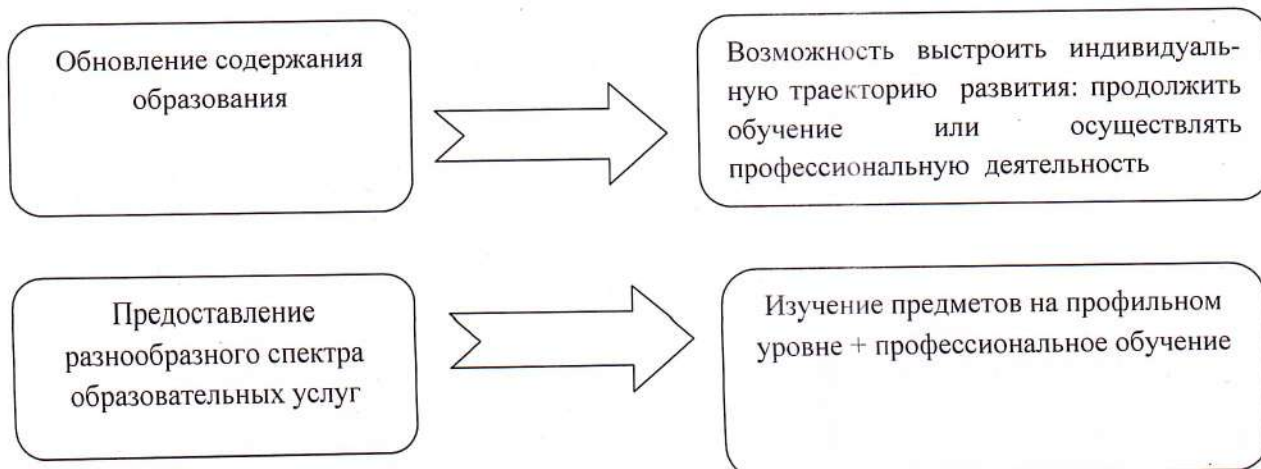 Обновление содержания
образования
Возможность выстроить индивидуаль-
ную траекторию развития: продолжить
обучение или осуществлять
профессиональную деятельность
Предоставление
разнообразного спектра
образовательных услуг
Изучение предметов на профильном
уровне + профессиональное обучение